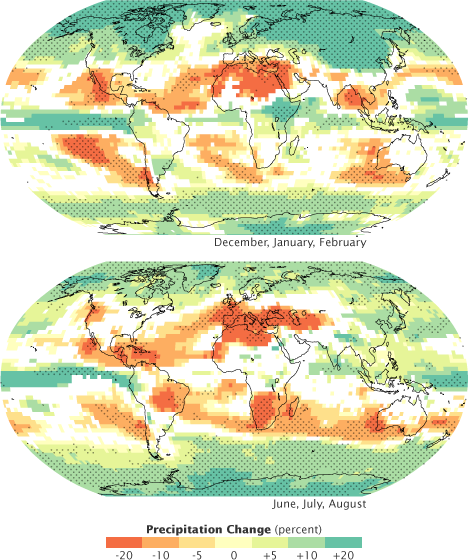 December, January, February
June, July, August
Precipitation Change (percent)
-20 -10 -5 0 +5 +10 +20